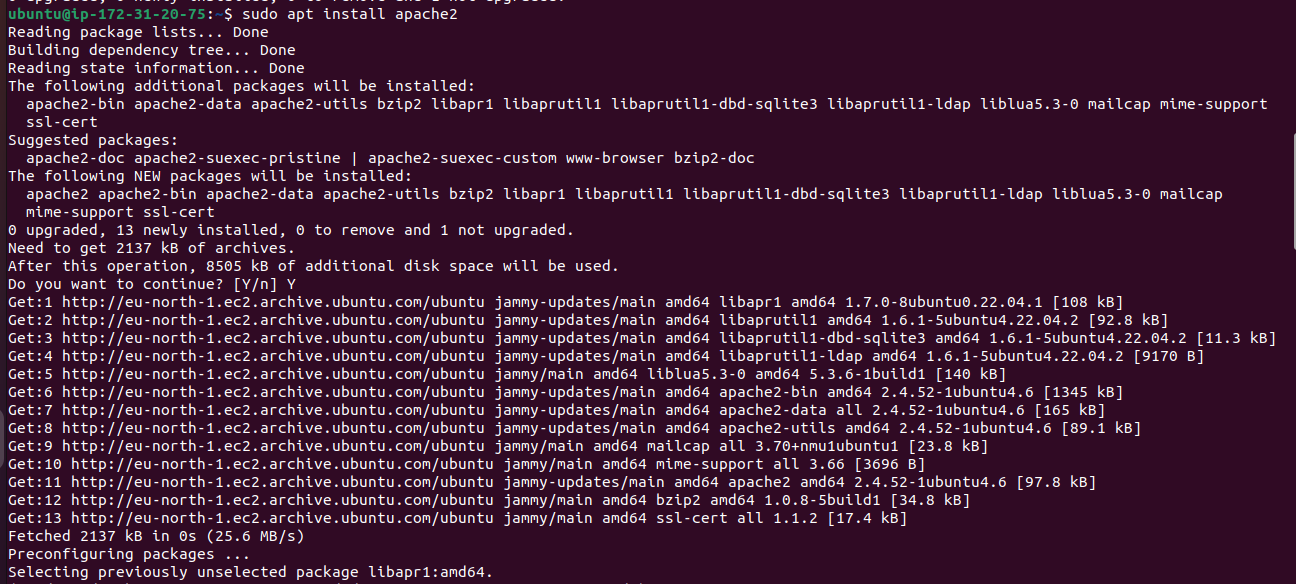 ubuntu@ip-172-31-20-75:~$ sudo apt install apache2
Reading package lists... Done
Building dependency tree... Done
Reading state information... Done
The following additional packages will be installed:
  apache2-bin apache2-data apache2-utils bzip2 libapr1 libaprutil1 libaprutil1-dbd-sqlite3 libaprutil1-ldap liblua5.3-0 mailcap mime-support
  ssl-cert
Suggested packages:
  apache2-doc apache2-suexec-pristine | apache2-suexec-custom www-browser bzip2-doc
The following NEW packages will be installed:
  apache2 apache2-bin apache2-data apache2-utils bzip2 libapr1 libaprutil1 libaprutil1-dbd-sqlite3 libaprutil1-ldap liblua5.3-0 mailcap
  mime-support ssl-cert
0 upgraded, 13 newly installed, 0 to remove and 1 not upgraded.
Need to get 2137 kB of archives.
After this operation, 8505 kB of additional disk space will be used.
Do you want to continue? [Y/n] Y
Get:1 http://eu-north-1.ec2.archive.ubuntu.com/ubuntu jammy-updates/main amd64 libapr1 amd64 1.7.0-8ubuntu0.22.04.1 [108 kB]
Get:2 http://eu-north-1.ec2.archive.ubuntu.com/ubuntu jammy-updates/main amd64 libaprutil1 amd64 1.6.1-5ubuntu4.22.04.2 [92.8 kB]
Get:3 http://eu-north-1.ec2.archive.ubuntu.com/ubuntu jammy-updates/main amd64 libaprutil1-dbd-sqlite3 amd64 1.6.1-5ubuntu4.22.04.2 [11.3 kB]
Get:4 http://eu-north-1.ec2.archive.ubuntu.com/ubuntu jammy-updates/main amd64 libaprutil1-ldap amd64 1.6.1-5ubuntu4.22.04.2 [9170 B]
Get:5 http://eu-north-1.ec2.archive.ubuntu.com/ubuntu jammy/main amd64 liblua5.3-0 amd64 5.3.6-1build1 [140 kB]
Get:6 http://eu-north-1.ec2.archive.ubuntu.com/ubuntu jammy-updates/main amd64 apache2-bin amd64 2.4.52-1ubuntu4.6 [1345 kB]
Get:7 http://eu-north-1.ec2.archive.ubuntu.com/ubuntu jammy-updates/main amd64 apache2-data all 2.4.52-1ubuntu4.6 [165 kB]
Get:8 http://eu-north-1.ec2.archive.ubuntu.com/ubuntu jammy-updates/main amd64 apache2-utils amd64 2.4.52-1ubuntu4.6 [89.1 kB]
Get:9 http://eu-north-1.ec2.archive.ubuntu.com/ubuntu jammy/main amd64 mailcap all 3.70+nmu1ubuntu1 [23.8 kB]
Get:10 http://eu-north-1.ec2.archive.ubuntu.com/ubuntu jammy/main amd64 mime-support all 3.66 [3696 B]
Get:11 http://eu-north-1.ec2.archive.ubuntu.com/ubuntu jammy-updates/main amd64 apache2 amd64 2.4.52-1ubuntu4.6 [97.8 kB]
Get:12 http://eu-north-1.ec2.archive.ubuntu.com/ubuntu jammy/main amd64 bzip2 amd64 1.0.8-5build1 [34.8 kB]
Get:13 http://eu-north-1.ec2.archive.ubuntu.com/ubuntu jammy/main amd64 ssl-cert all 1.1.2 [17.4 kB]
Fetched 2137 kB in 0s (25.6 MB/s)
Preconfiguring packages ...
Selecting previously unselected package libapr1:amd64.